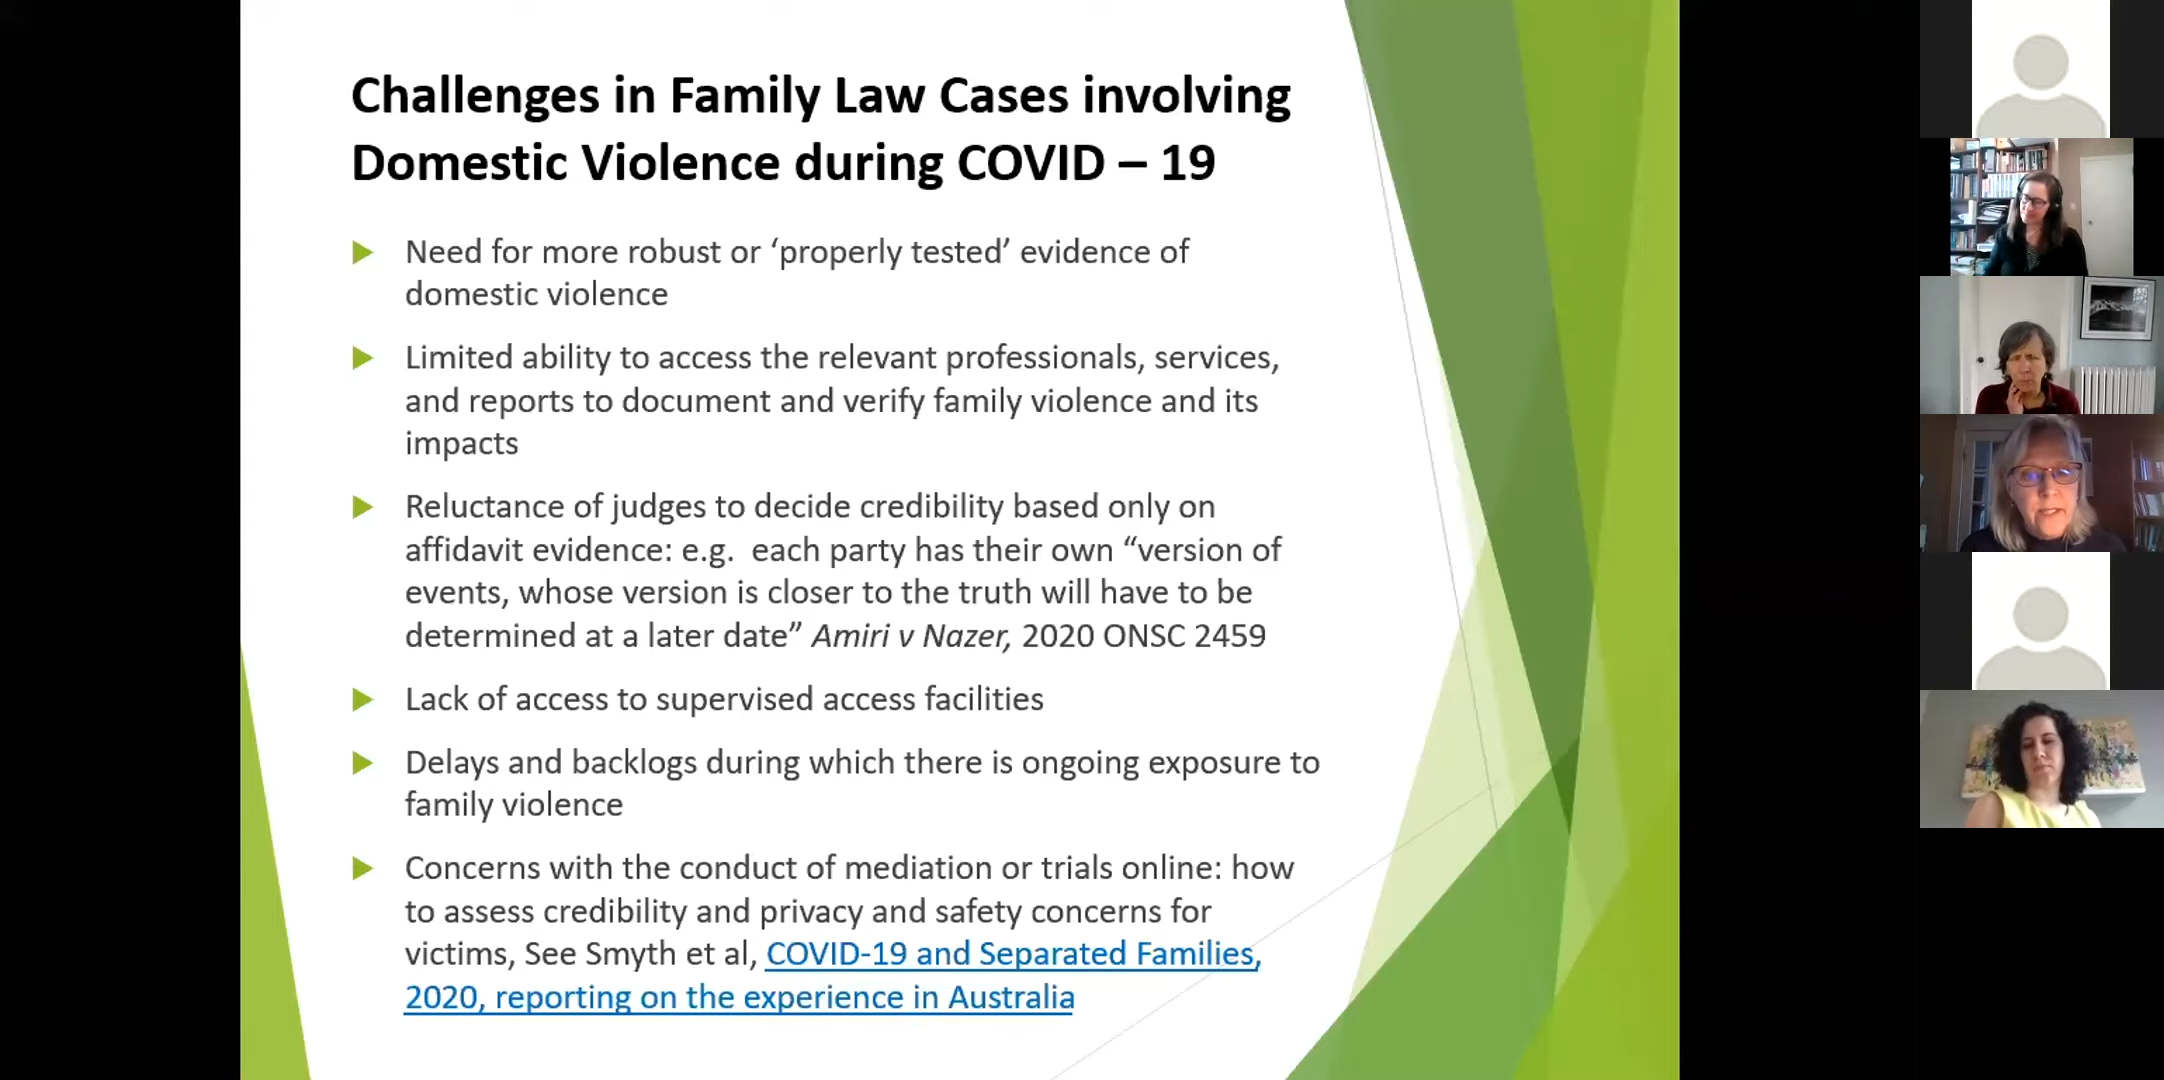 Challenges in Family Law Cases involving
Domestic Violence during COVID – 19
Need for more robust or ‘properly tested’ evidence of
domestic violence
Limited ability to access the relevant professionals, services,
and reports to document and verify family violence and its
impacts
Reluctance of judges to decide credibility based only on
affidavit evidence: e.g.  each party has their own “version of
events, whose version is closer to the truth will have to be
determined at a later date” Amiri v Nazer, 2020 ONSC 2459
Lack of access to supervised access facilities
Delays and backlogs during which there is ongoing exposure to
family violence
Concerns with the conduct of mediation or trials online: how
to assess credibility and privacy and safety concerns for
victims, See Smyth et al, COVID-19 and Separated Families,
2020, reporting on the experience in Australia